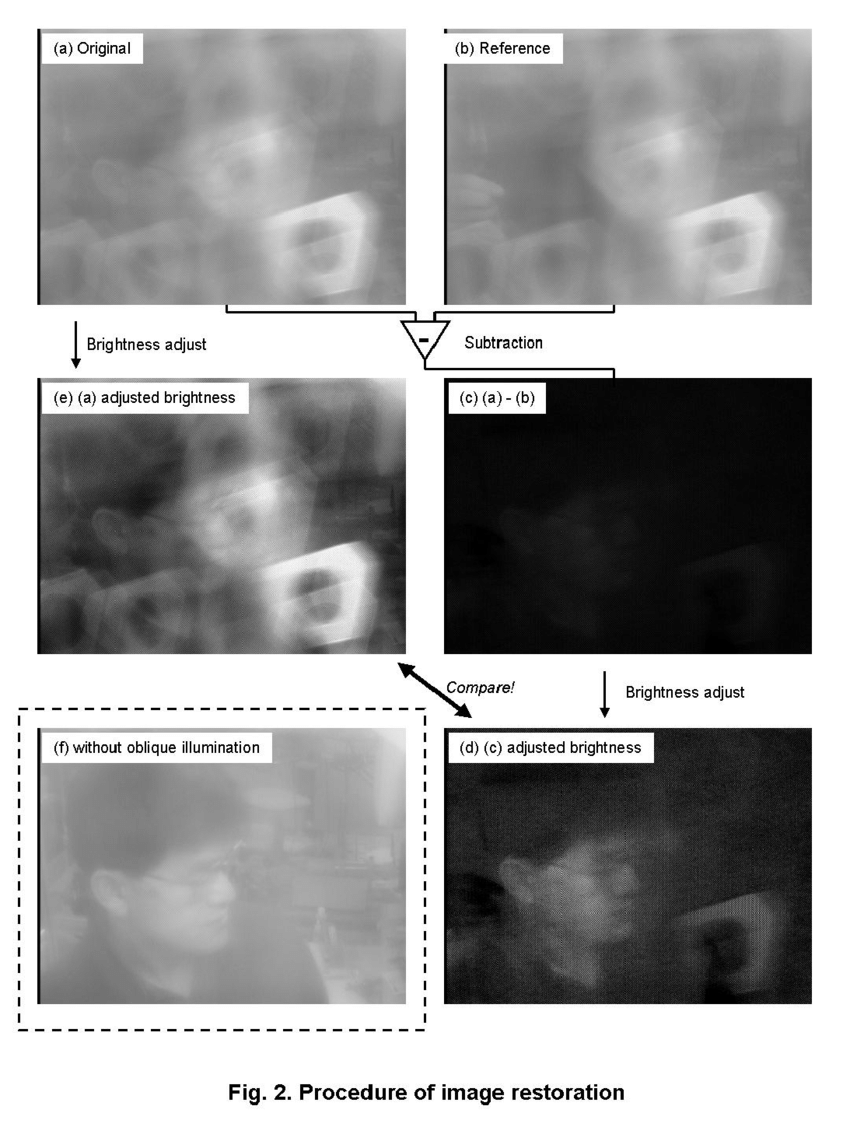 (a) Original
(b) Reference
Brightness adjust
-
Subtraction
(e) (a) adjusted brightness
(c) (a) - (b)
Compare!
Brightness adjust
(f) without oblique illumination
(d) (c) adjusted brightness
Fig. 2. Procedure of image restoration